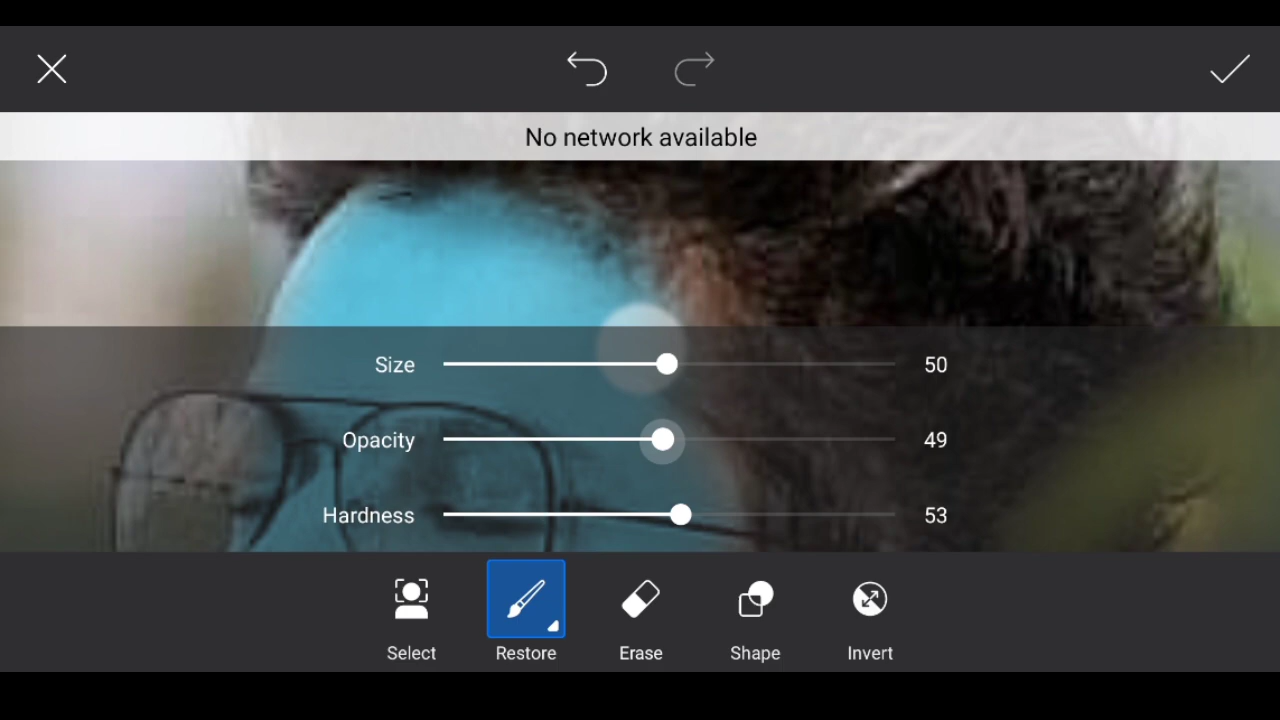 No network available
Size 50
Opacity 49
Hardness 53
Select Restore Erase Shape Invert